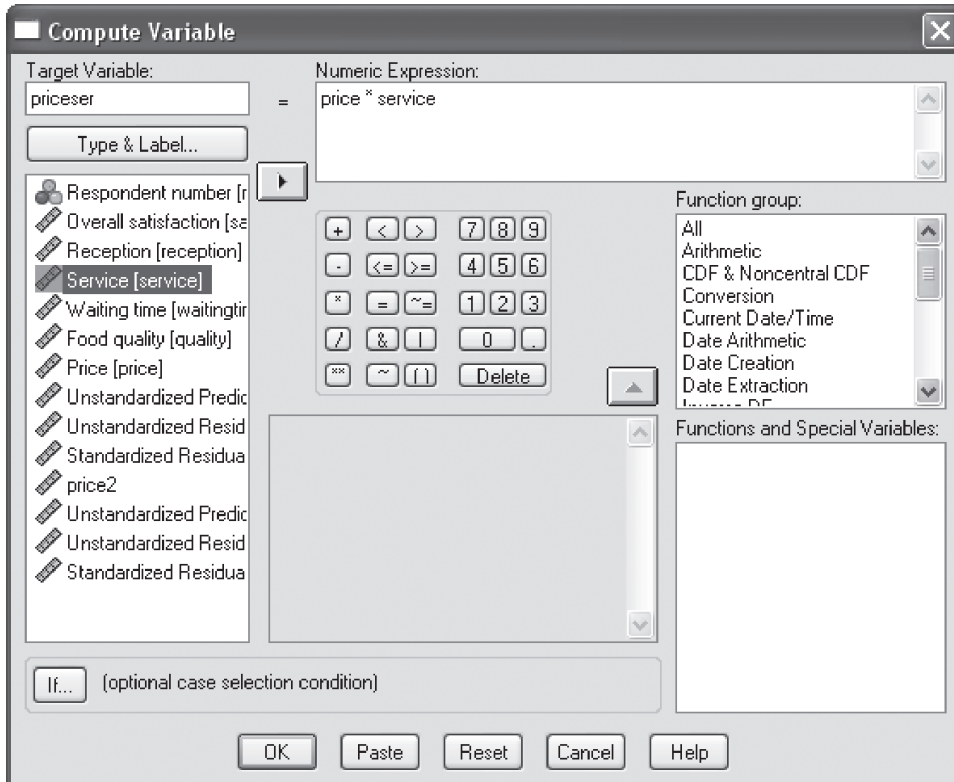 Compute Variable
Target Variable:
priceser
=
Numeric Expression:
price * service
Type & Label...
Respondent number [r
Overall satisfaction [sa
Reception [reception]
Service [service]
Waiting time [waitingtin
Food quality [quality]
Price [price]
Unstandardized Predic
Unstandardized Resid
Standardized Residua
price2
Unstandardized Predic
Unstandardized Resid
Standardized Residua
+ < > 7 8 9
- <= >= 4 5 6
* = ~= 1 2 3
/ & | 0 .
** ~ ( ) Delete
Function group:
All
Arithmetic
CDF & Noncentral CDF
Conversion
Current Date/Time
Date Arithmetic
Date Creation
Date Extraction
Inverse DF
Functions and Special Variables:
If... (optional case selection condition)
OK Paste Reset Cancel Help